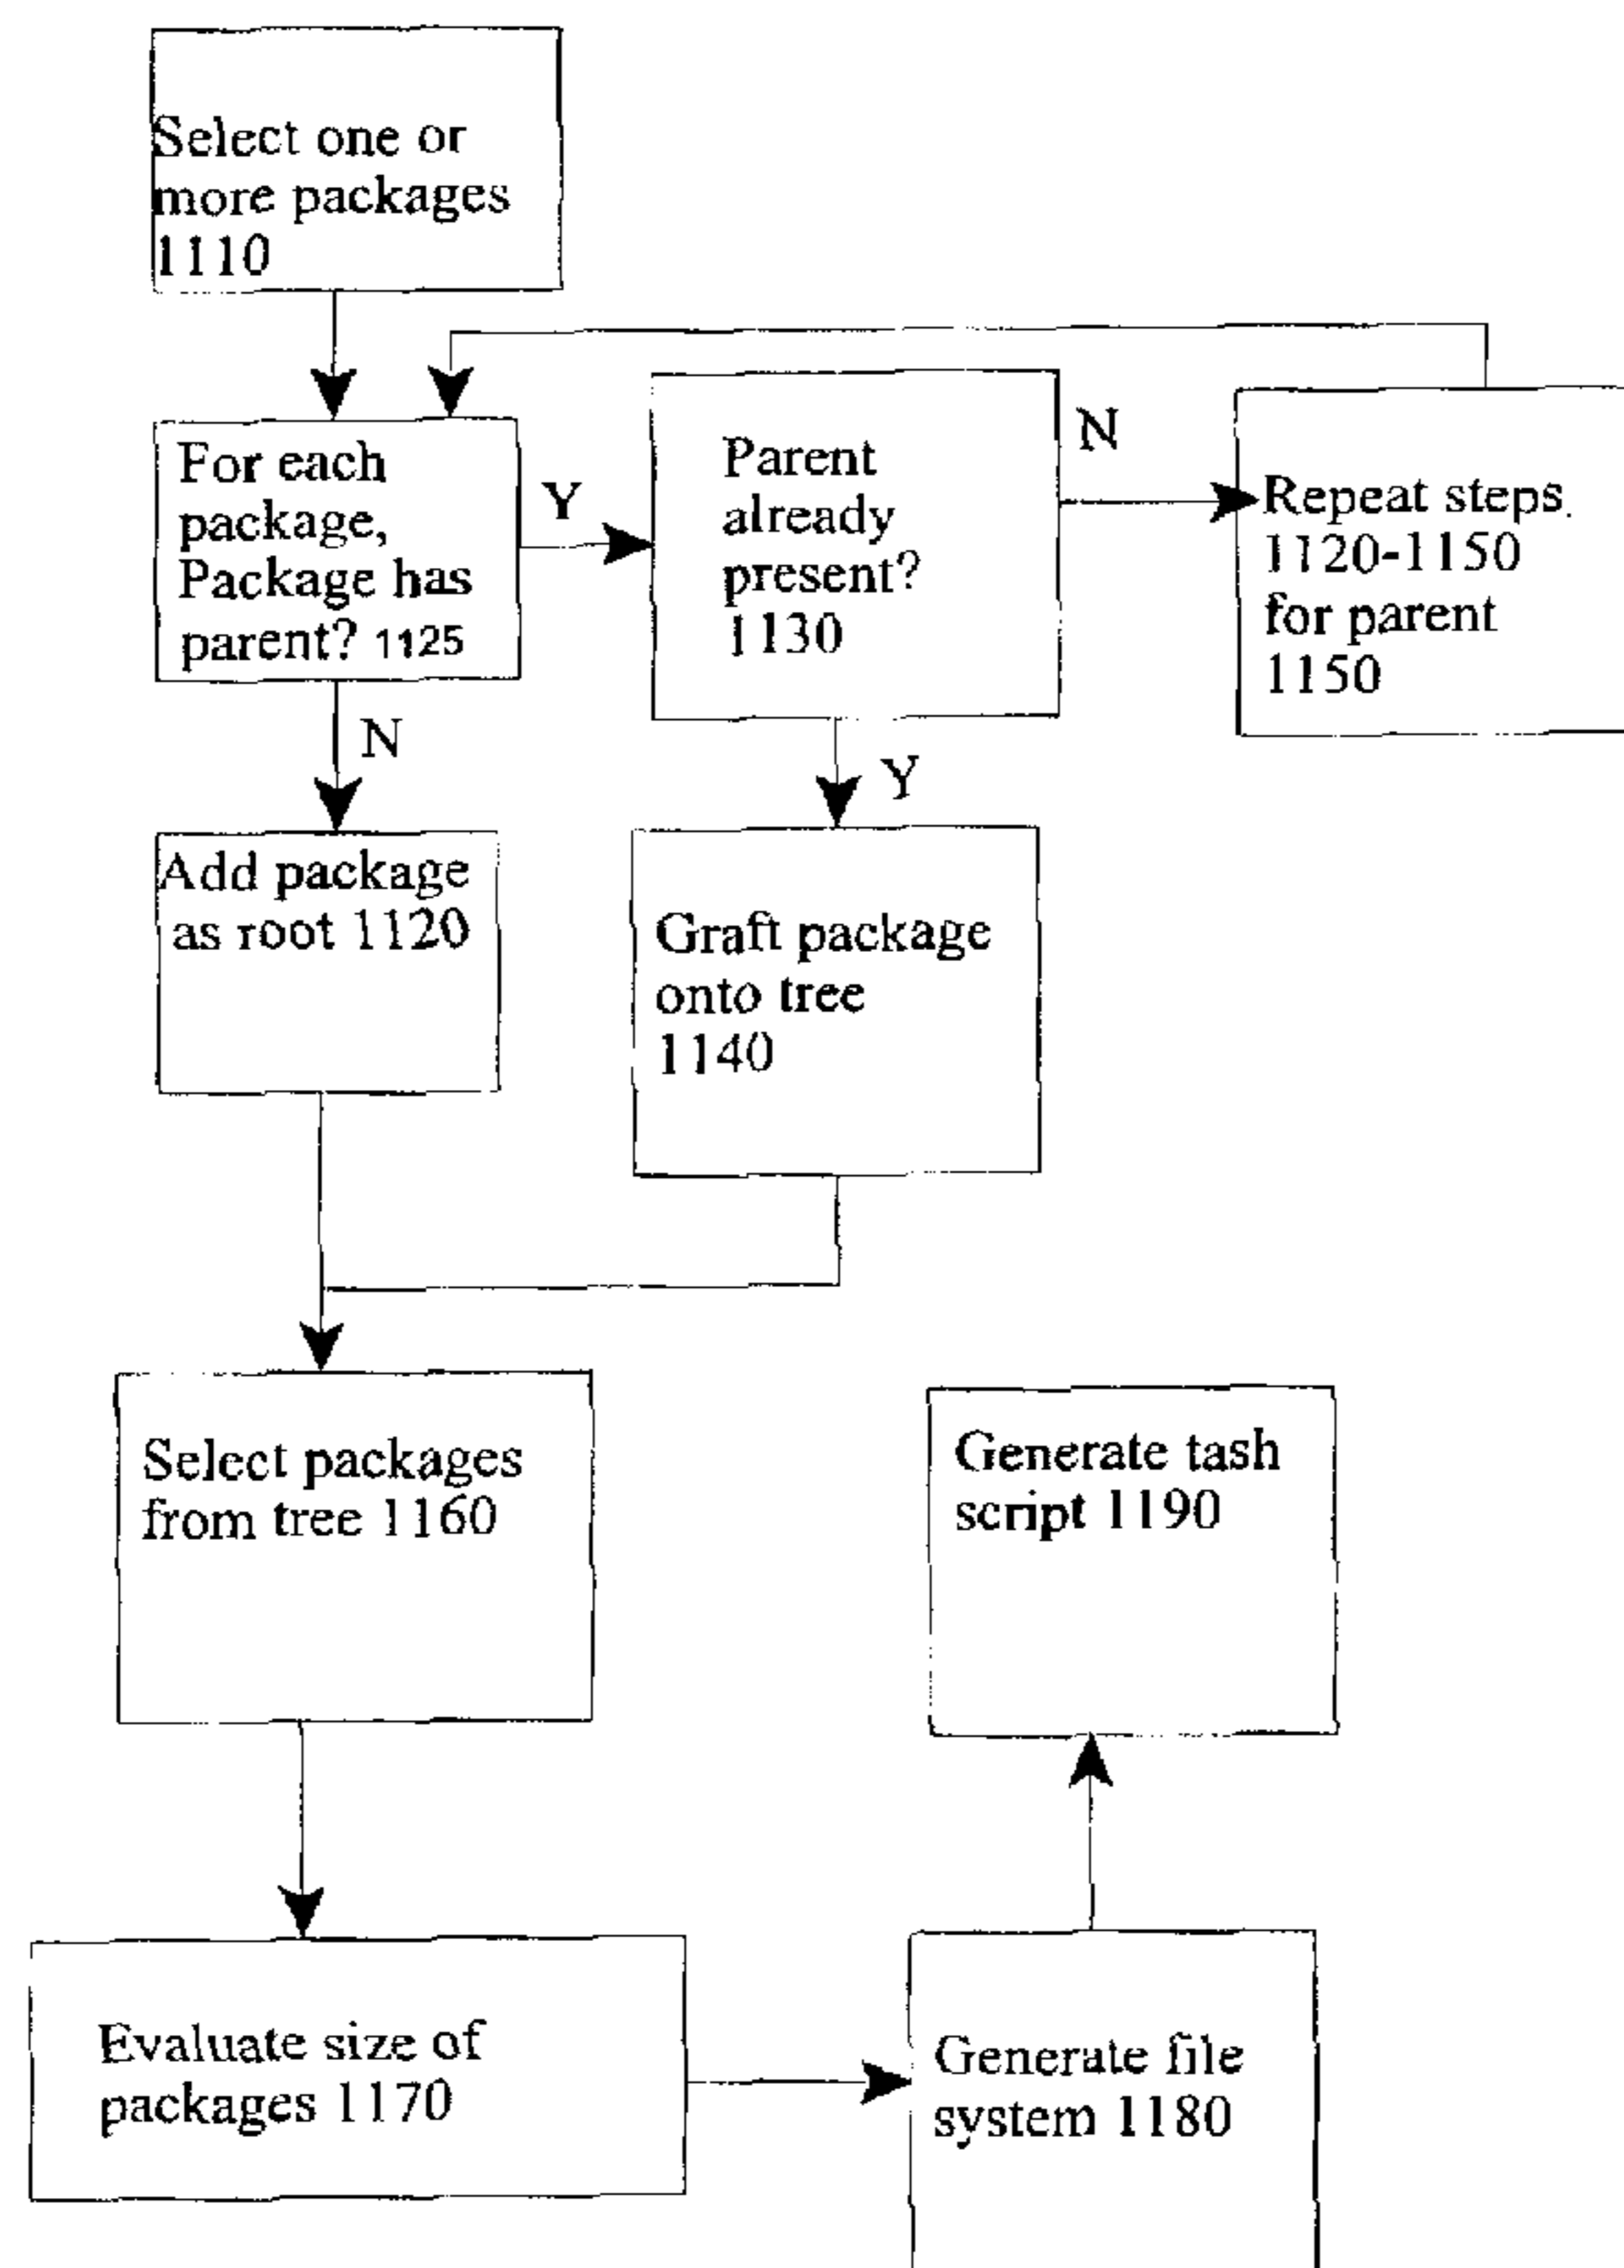 Select one or
more packages
1110
For each
package,
Package has
parent? 1125
Y
Parent
already
present?
1130
N
Repeat steps
1120-1150
for parent
1150
N
Y
Add package
as root 1120
Graft package
onto tree
1140
Select packages
from tree 1160
Generate tash
script 1190
Evaluate size of
packages 1170
Generate file
system 1180